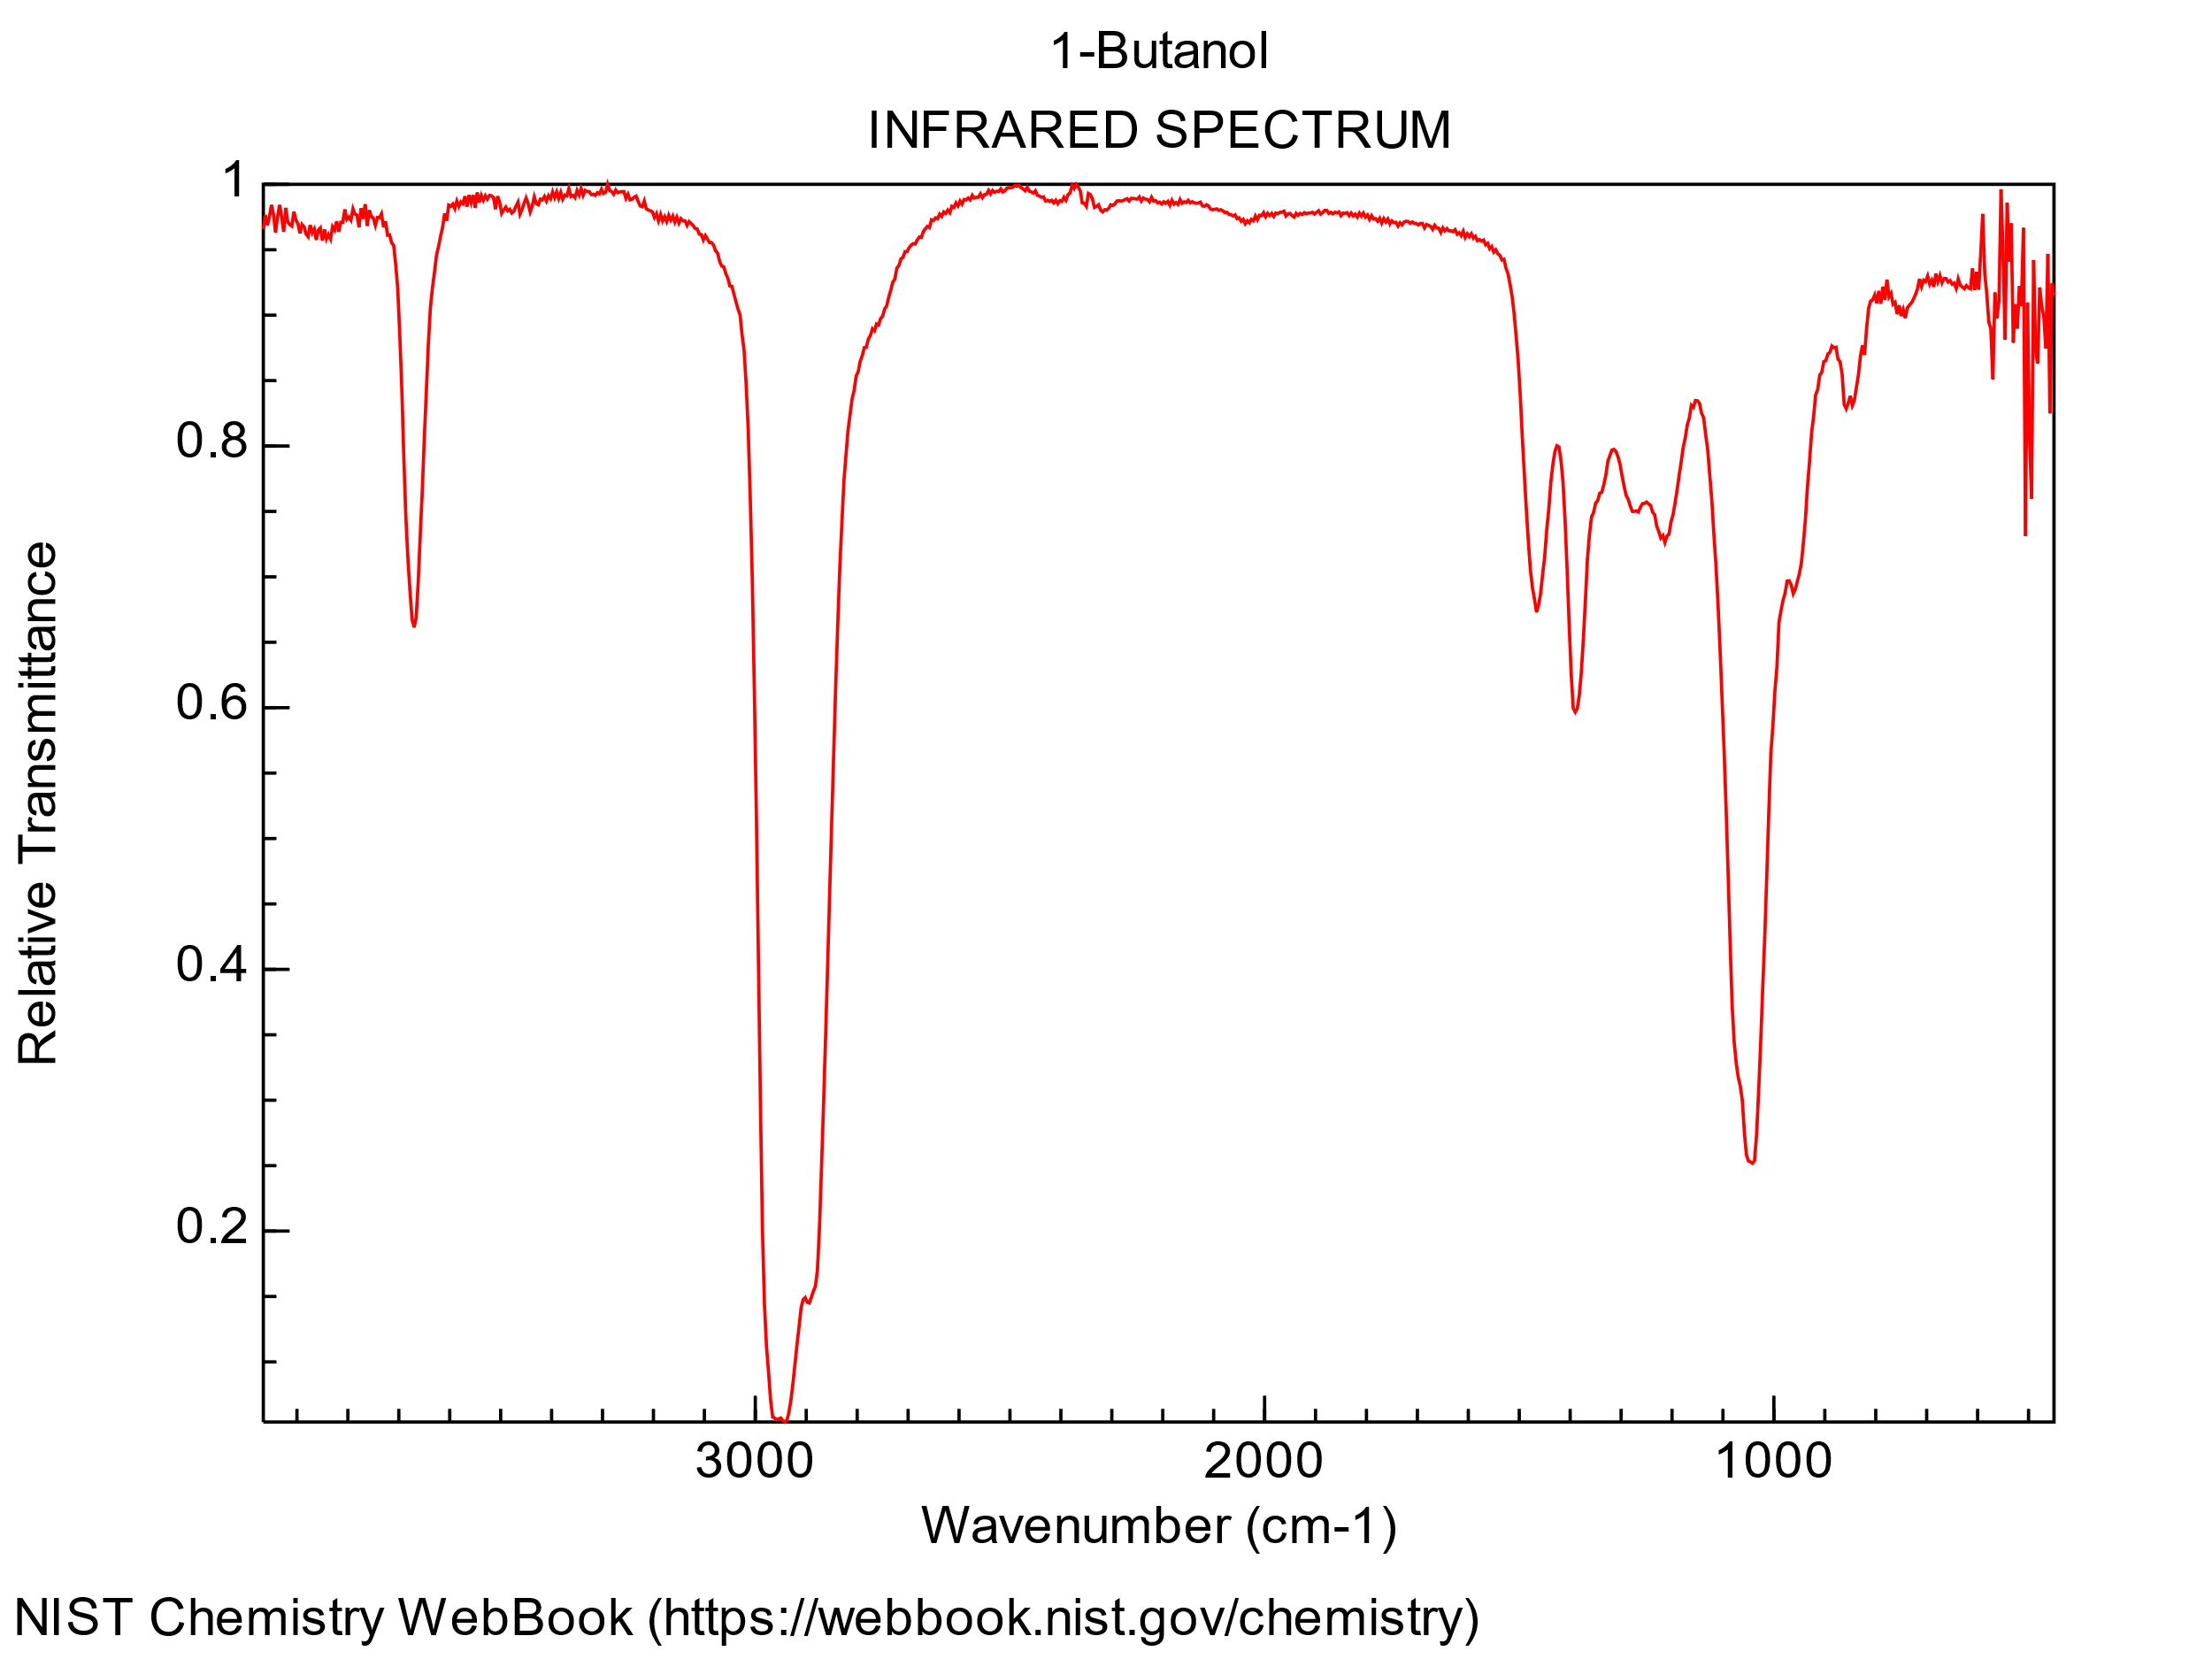 1-Butanol
INFRARED SPECTRUM
1
0.8
0.6
0.4
0.2
Relative Transmittance
3000 2000 1000
Wavenumber (cm-1)
NIST Chemistry WebBook (https://webbook.nist.gov/chemistry)